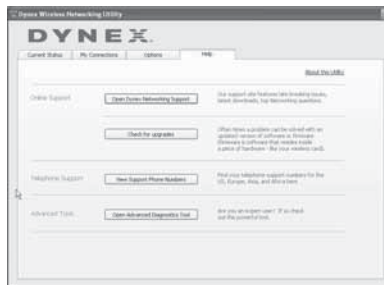 Dynex Wireless Networking Utility
DYNEX
Current Status My Connections Options Help
About the Utility
Online Support
Open Dynex Networking Support
Our support site features late-breaking issues,
latest downloads, top networking questions.
Check for upgrades
Often times a problem can be solved with an
updated version of software or firmware
(firmware is software that resides inside
a piece of hardware - like your wireless card).
Telephone Support
View Support Phone Numbers
Find your telephone support numbers for the
US, Europe, Asia, and Africa here.
Advanced Tools
Open Advanced Diagnostics Tool
Are you an expert user? If so check
out this powerful tool.